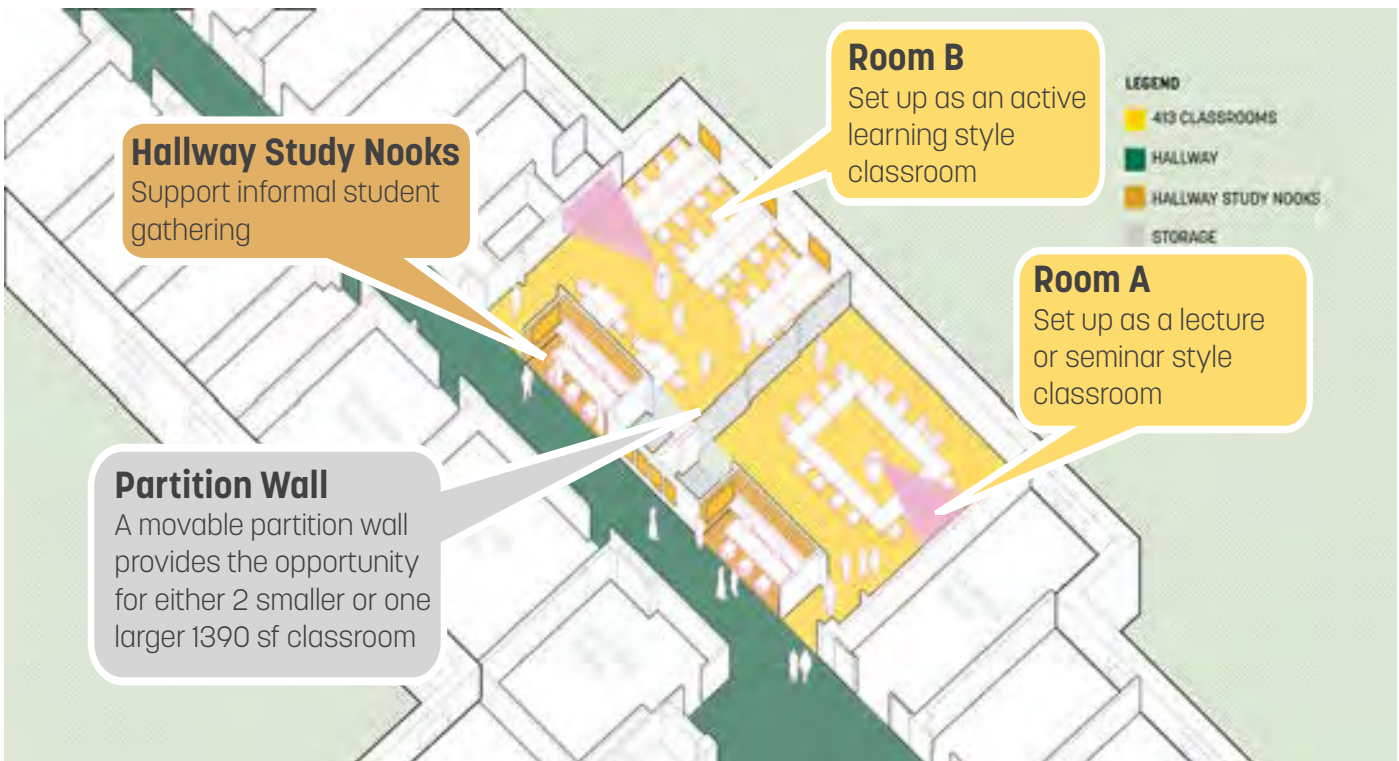 Room B
Set up as an active
learning style
classroom
LEGEND
413 CLASSROOMS
HALLWAY
HALLWAY STUDY NOOKS
STORAGE
Hallway Study Nooks
Support informal student
gathering
Room A
Set up as a lecture
or seminar style
classroom
Partition Wall
A movable partition wall
provides the opportunity
for either 2 smaller or one
larger 1390 sf classroom